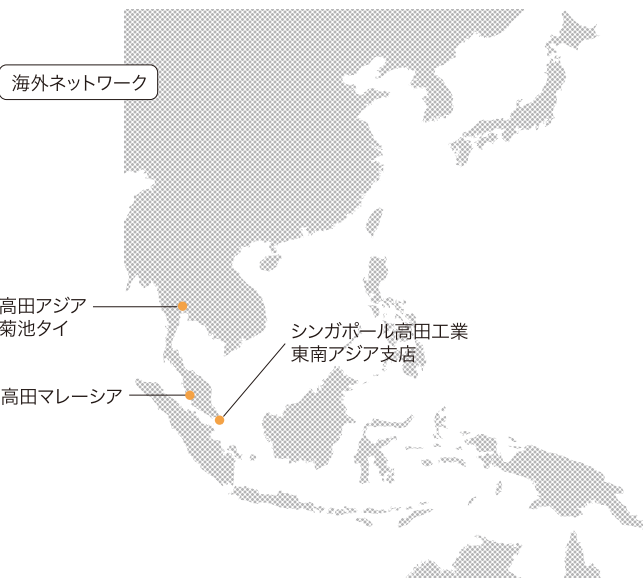 海外ネットワーク
高田アジア
菊池タイ
シンガポール高田工業
東南アジア支店
高田マレーシア